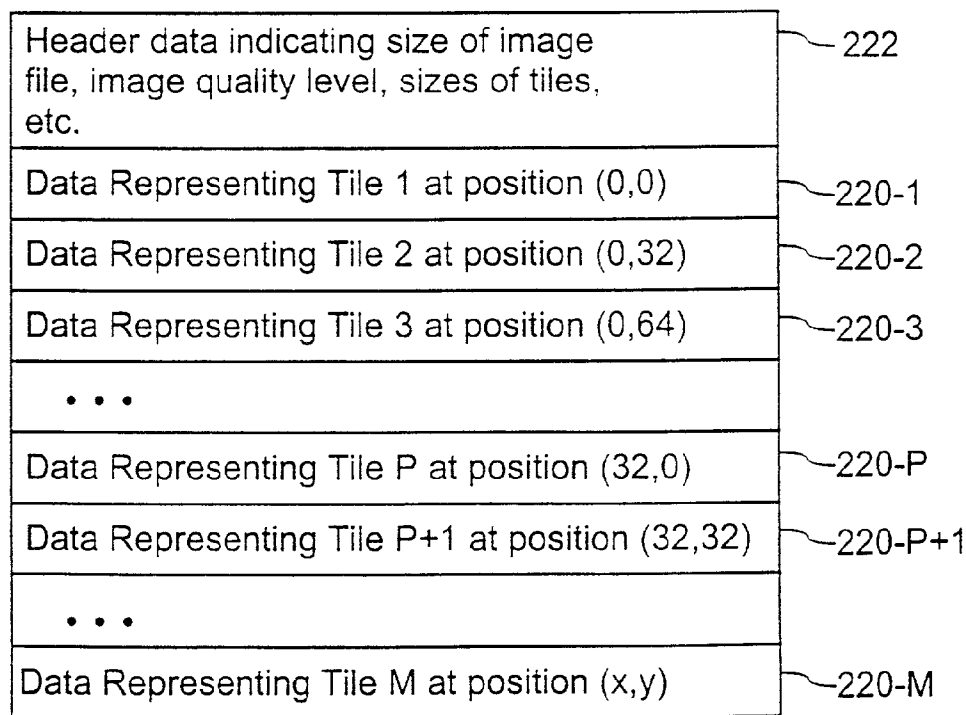 Header data indicating size of image
file, image quality level, sizes of tiles,
etc.
222
Data Representing Tile 1 at position (0,0)
220-1
Data Representing Tile 2 at position (0,32)
220-2
Data Representing Tile 3 at position (0,64)
220-3
• • •
Data Representing Tile P at position (32,0)
220-P
Data Representing Tile P+1 at position (32,32)
220-P+1
• • •
Data Representing Tile M at position (x,y)
220-M